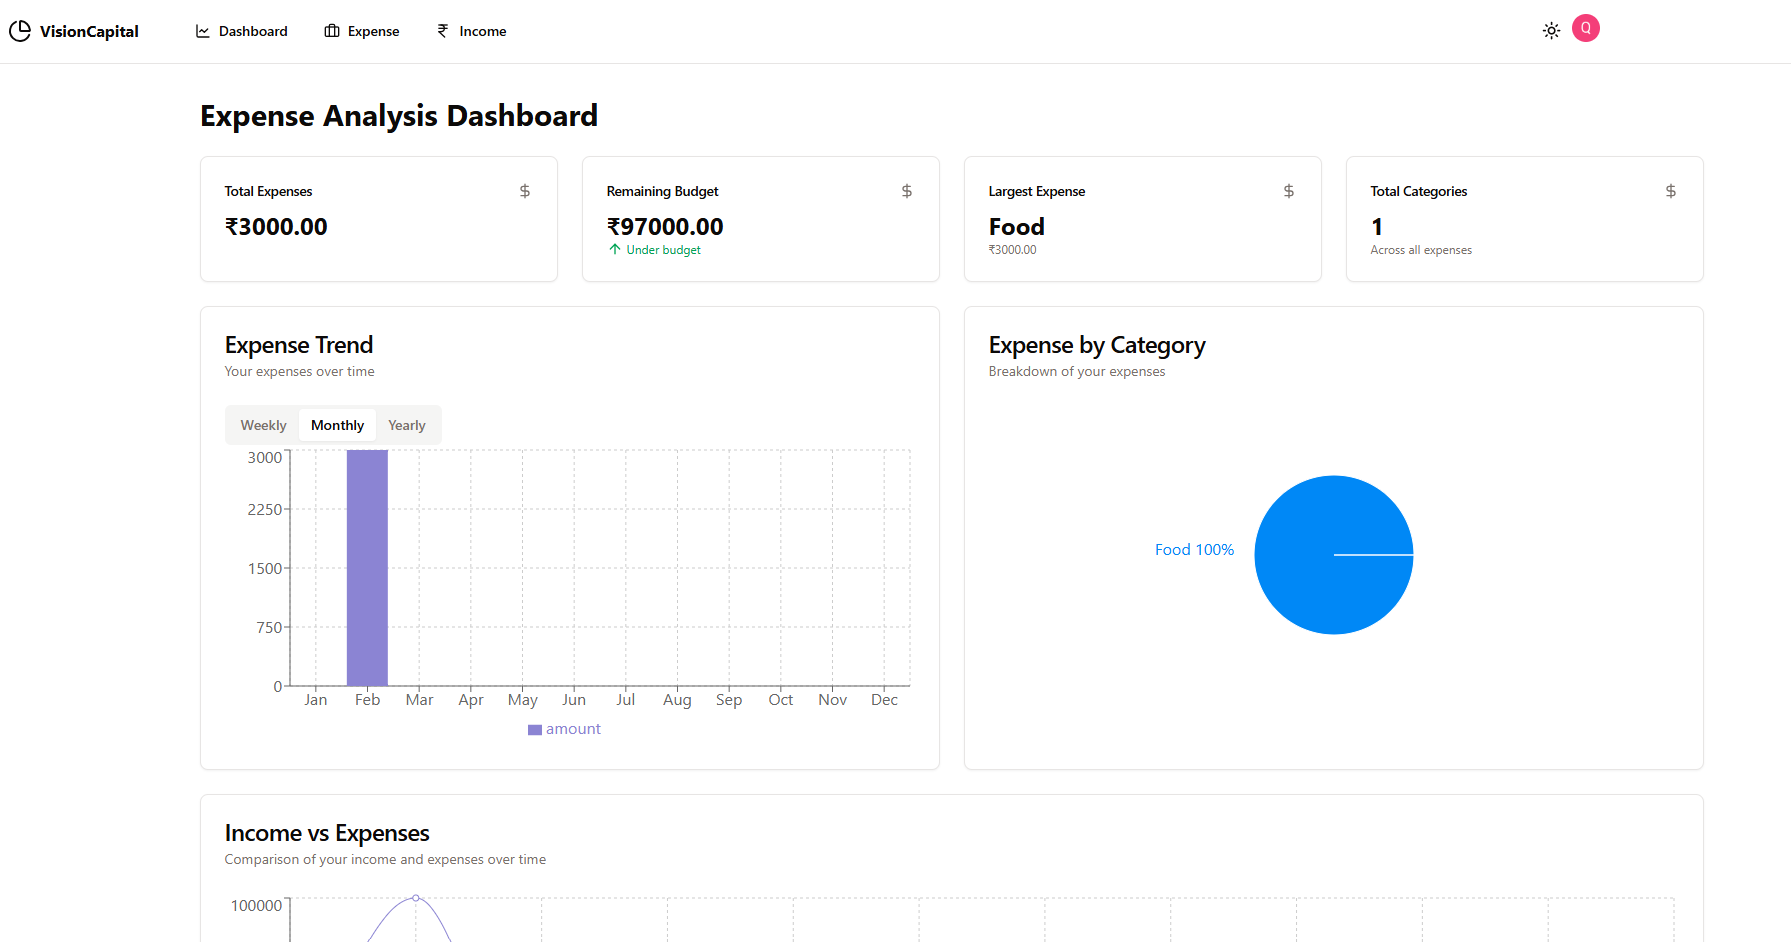 VisionCapital
Dashboard
Expense
Income
Q
Expense Analysis Dashboard
Total Expenses
$
₹3000.00
Remaining Budget
$
₹97000.00
Under budget
Largest Expense
$
Food
₹3000.00
Total Categories
$
1
Across all expenses
Expense Trend
Your expenses over time
Weekly Monthly Yearly
3000
2250
1500
750
0
Jan Feb Mar Apr May Jun Jul Aug Sep Oct Nov Dec
amount
Expense by Category
Breakdown of your expenses
Food 100%
Income vs Expenses
Comparison of your income and expenses over time
100000